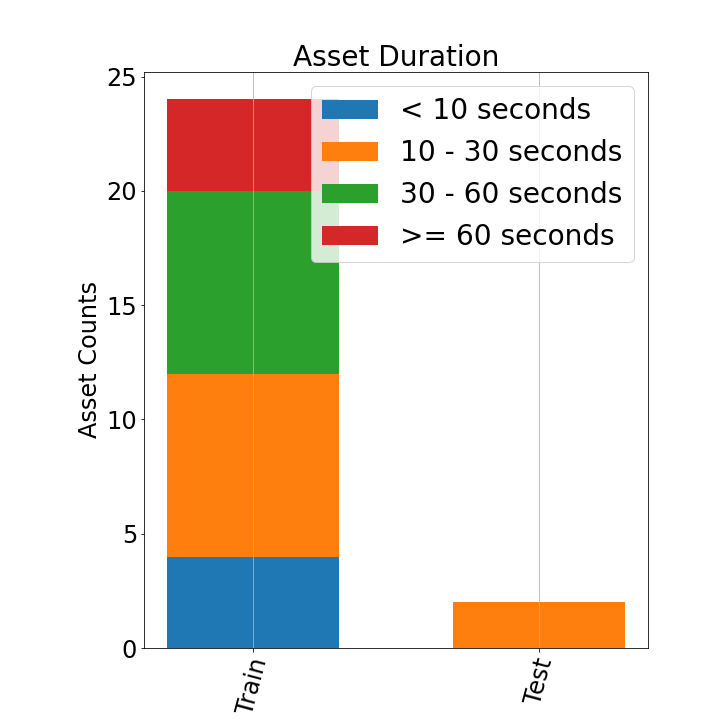 Asset Duration
< 10 seconds
10 - 30 seconds
30 - 60 seconds
>= 60 seconds
Asset Counts
25
20
15
10
5
0
Train
Test